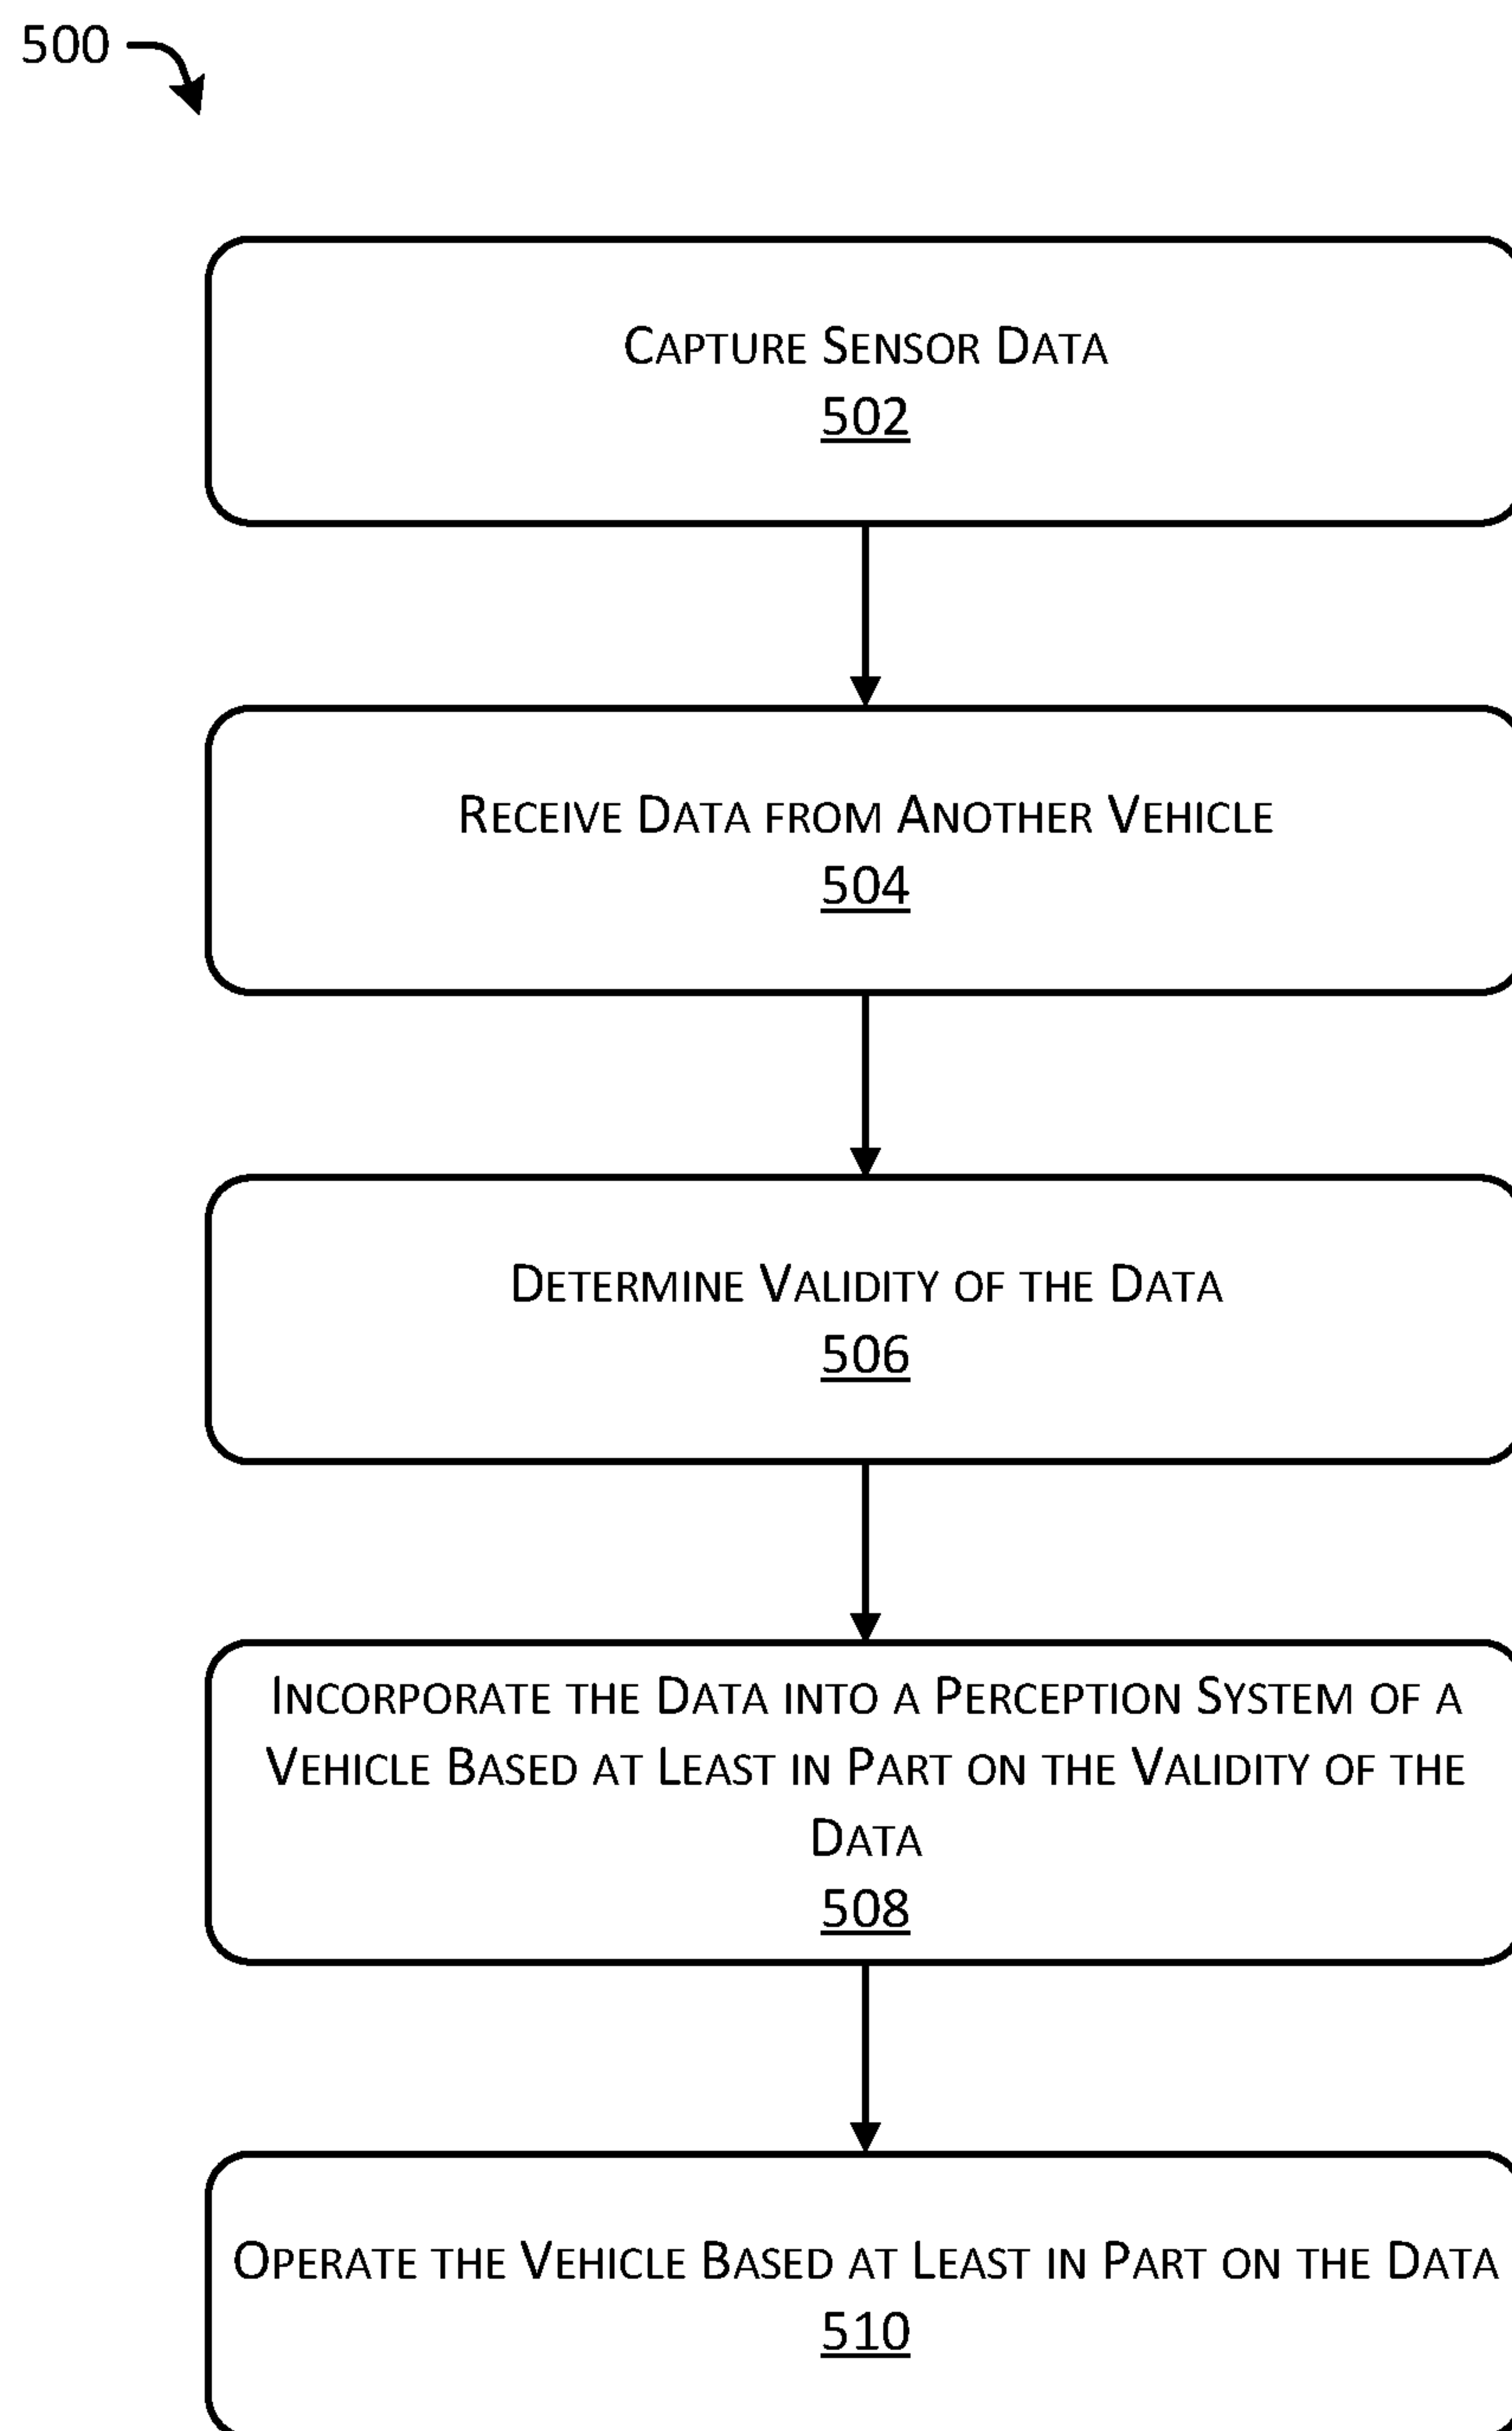 500
Capture Sensor Data
502
Receive Data from Another Vehicle
504
Determine Validity of the Data
506
Incorporate the Data into a Perception System of a
Vehicle Based at Least in Part on the Validity of the
Data
508
Operate the Vehicle Based at Least in Part on the Data
510